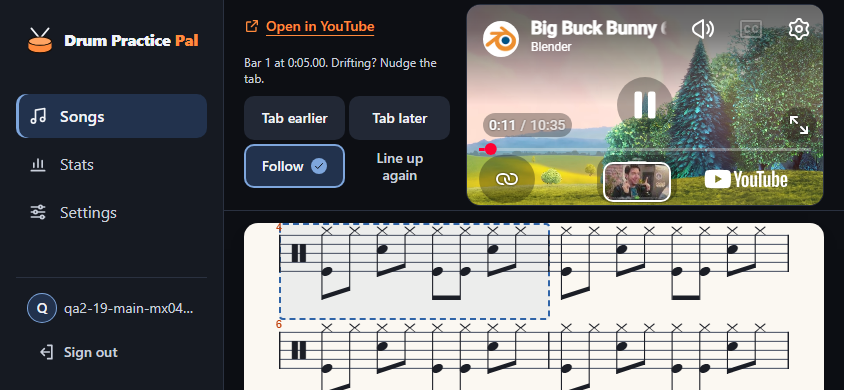 Drum Practice Pal
Songs
Stats
Settings
Q
qa2-19-main-mx04...
Sign out
Open in YouTube
Bar 1 at 0:05.00. Drifting? Nudge the
tab.
Tab earlier
Tab later
Follow
Line up
again
Big Buck Bunny
Blender
CC
0:11 / 10:35
YouTube
4
6